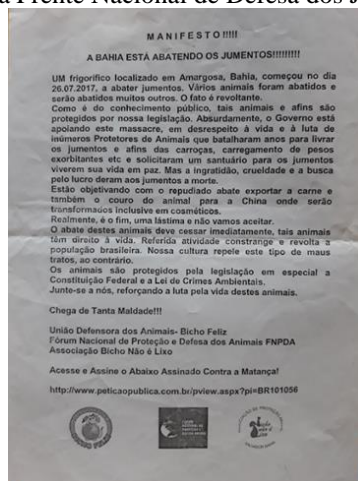 a Frente Nacional de Defesa dos J
MANIFESTO!!!!!
A BAHIA ESTÁ ABATENDO OS JUMENTOS!!!!!!!!!
UM frigorífico localizado em Amargosa, Bahia, começou no dia
26.07.2017, a abater jumentos. Vários animais foram abatidos e
serão abatidos muitos outros. O fato é revoltante.
Como é do conhecimento público, tais animais e afins são
protegidos por nossa legislação. Absurdamente, o Governo está
apoiando este massacre, em desrespeito à vida e à luta de
inúmeros Protetores de Animais que batalharam anos para livrar
os jumentos e afins das carroças, carregamento de pesos
exorbitantes etc e solicitaram um santuário para os jumentos
viverem sua vida em paz. Mas a ingratidão, crueldade e a busca
pelo lucro deram aos jumentos a morte.
Estão objetivando com o repudiado abate exportar a carne e
também o couro do animal para a China onde serão
transformados inclusive em cosméticos.
Realmente, é o fim, uma lástima e não vamos aceitar.
O abate destes animais deve cessar imediatamente, tais animais
têm direito à vida. Referida atividade constrange e revolta a
população brasileira. Nossa cultura repele este tipo de maus
tratos, ao contrário.
Os animais são protegidos pela legislação em especial a
Constituição Federal e a Lei de Crimes Ambientais.
Junte-se a nós, reforçando a luta pela vida destes animais.
Chega de Tanta Maldade!!!
União Defensora dos Animais- Bicho Feliz
Fórum Nacional de Proteção e Defesa dos Animais FNPDA
Associação Bicho Não é Lixo
Acesse e Assine o Abaixo Assinado Contra a Matança!
http://www.peticaopublica.com.br/pview.aspx?pi=BR101056